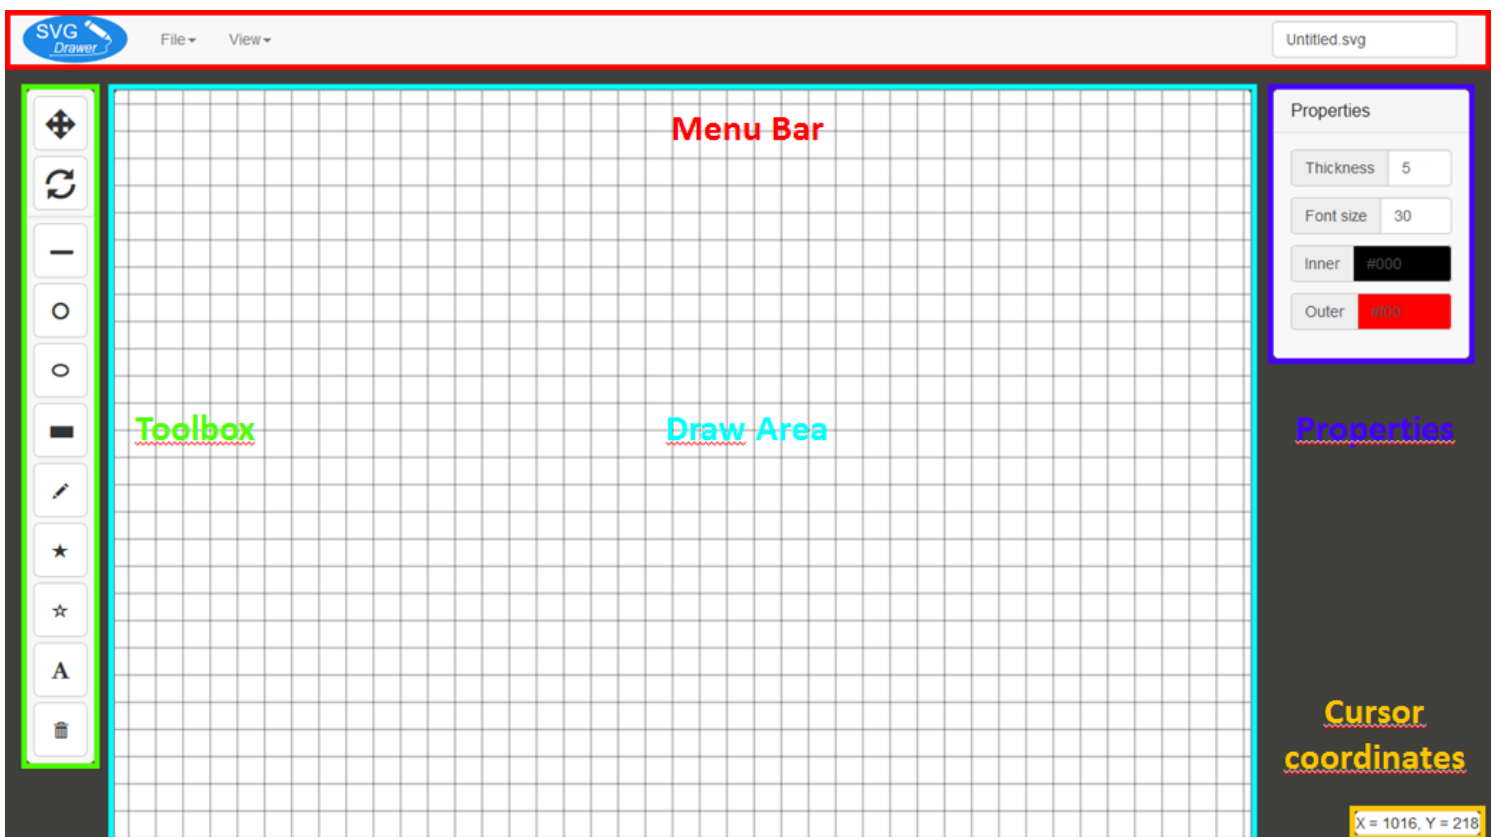 SVG
Drawer
File
View
Untitled.svg
Menu Bar
Properties
Thickness 5
Font size 30
Inner #000
Outer #f00
Toolbox
Draw Area
Properties
A
Cursor
coordinates
X = 1016, Y = 218